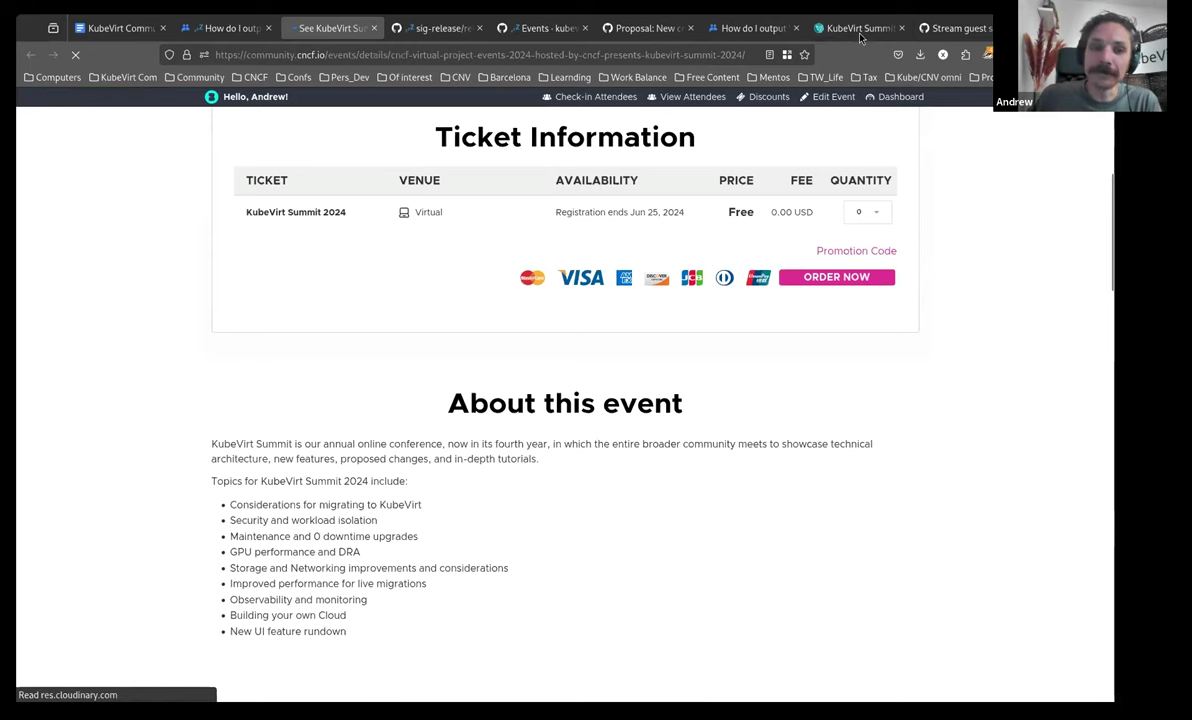 KubeVirt Comm
How do I outp
See KubeVirt Su
sig-release/re
Events · kubev
Proposal: New c
How do I output
KubeVirt Summit
Stream guest s
https://community.cncf.io/events/details/cncf-virtual-project-events-2024-hosted-by-cncf-presents-kubevirt-summit-2024/
Computers
KubeVirt Com
Community
CNCF
Confs
Pers_Dev
Of interest
CNV
Barcelona
Learnding
Work Balance
Free Content
Mentos
TW_Life
Tax
Kube/CNV omni
Hello, Andrew!
Check-in Attendees
View Attendees
Discounts
Edit Event
Dashboard
Andrew
Ticket Information
TICKET VENUE AVAILABILITY PRICE FEE QUANTITY
KubeVirt Summit 2024 Virtual Registration ends Jun 25, 2024 Free 0.00 USD 0
Promotion Code
VISA ORDER NOW
About this event
KubeVirt Summit is our annual online conference, now in its fourth year, in which the entire broader community meets to showcase technical
architecture, new features, proposed changes, and in-depth tutorials.
Topics for KubeVirt Summit 2024 include:
• Considerations for migrating to KubeVirt
• Security and workload isolation
• Maintenance and 0 downtime upgrades
• GPU performance and DRA
• Storage and Networking improvements and considerations
• Improved performance for live migrations
• Observability and monitoring
• Building your own Cloud
• New UI feature rundown
Read res.cloudinary.com